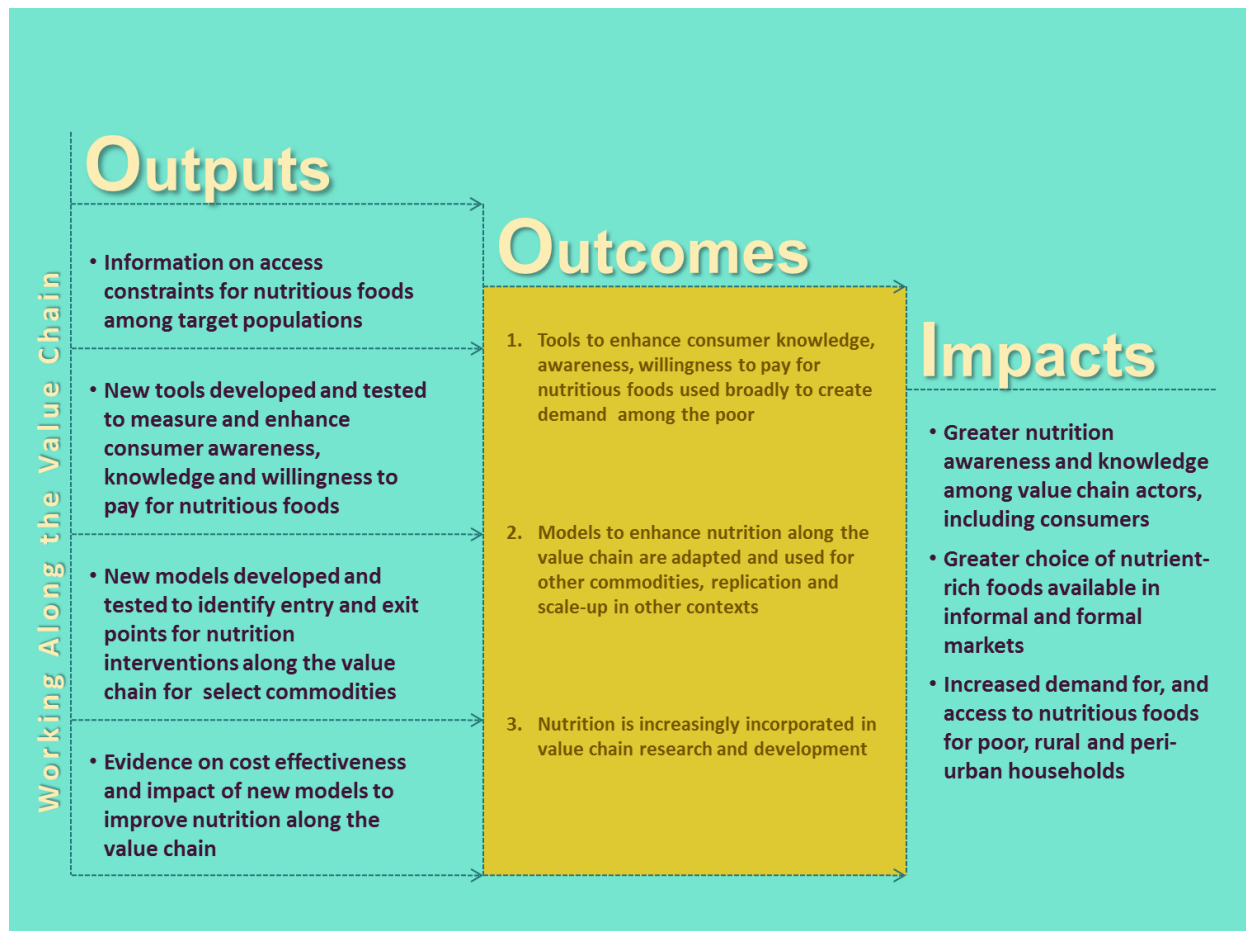 Working Along the Value Chain
Outputs
• Information on access
constraints for nutritious foods
among target populations
• New tools developed and tested
to measure and enhance
consumer awareness,
knowledge and willingness to
pay for nutritious foods
• New models developed and
tested to identify entry and exit
points for nutrition
interventions along the value
chain for select commodities
• Evidence on cost effectiveness
and impact of new models to
improve nutrition along the
value chain
Outcomes
1. Tools to enhance consumer knowledge,
awareness, willingness to pay for
nutritious foods used broadly to create
demand among the poor
2. Models to enhance nutrition along the
value chain are adapted and used for
other commodities, replication and
scale-up in other contexts
3. Nutrition is increasingly incorporated in
value chain research and development
Impacts
• Greater nutrition
awareness and knowledge
among value chain actors,
including consumers
• Greater choice of nutrient-
rich foods available in
informal and formal
markets
• Increased demand for, and
access to nutritious foods
for poor, rural and peri-
urban households